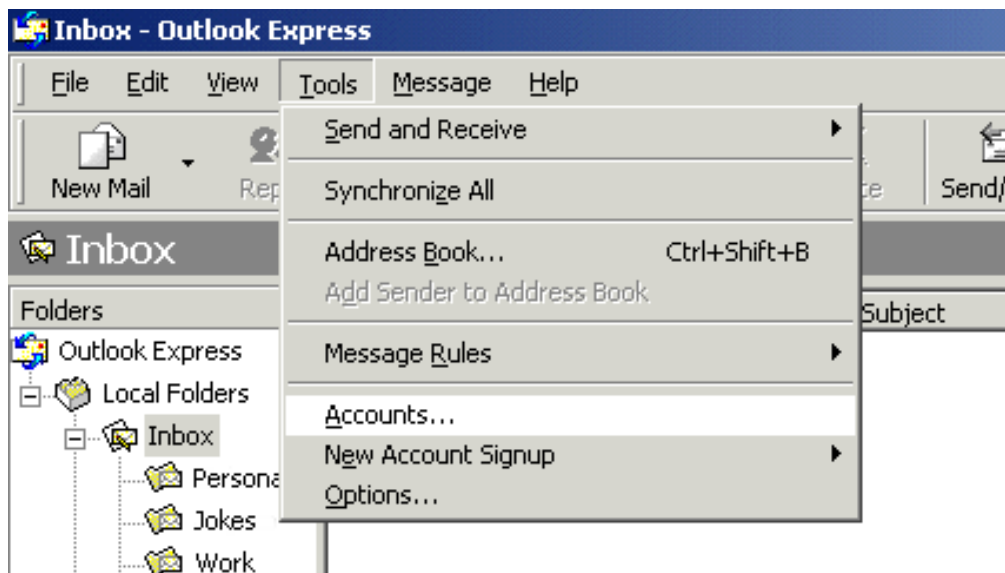 Inbox - Outlook Express
File Edit View Tools Message Help
New Mail
Send and Receive
Synchronize All
Address Book... Ctrl+Shift+B
Add Sender to Address Book
Message Rules
Accounts...
New Account Signup
Options...
Send/
Inbox
Folders
Subject
Outlook Express
Local Folders
Inbox
Persona
Jokes
Work